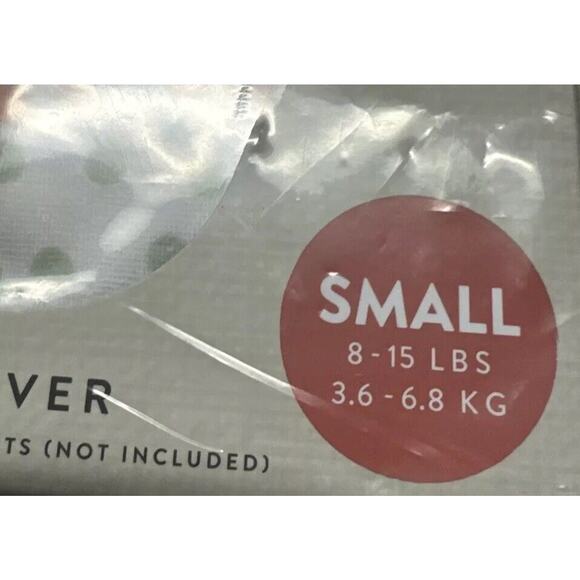 SMALL
8-15 LBS
3.6-6.8 KG
VER
TS (NOT INCLUDED)